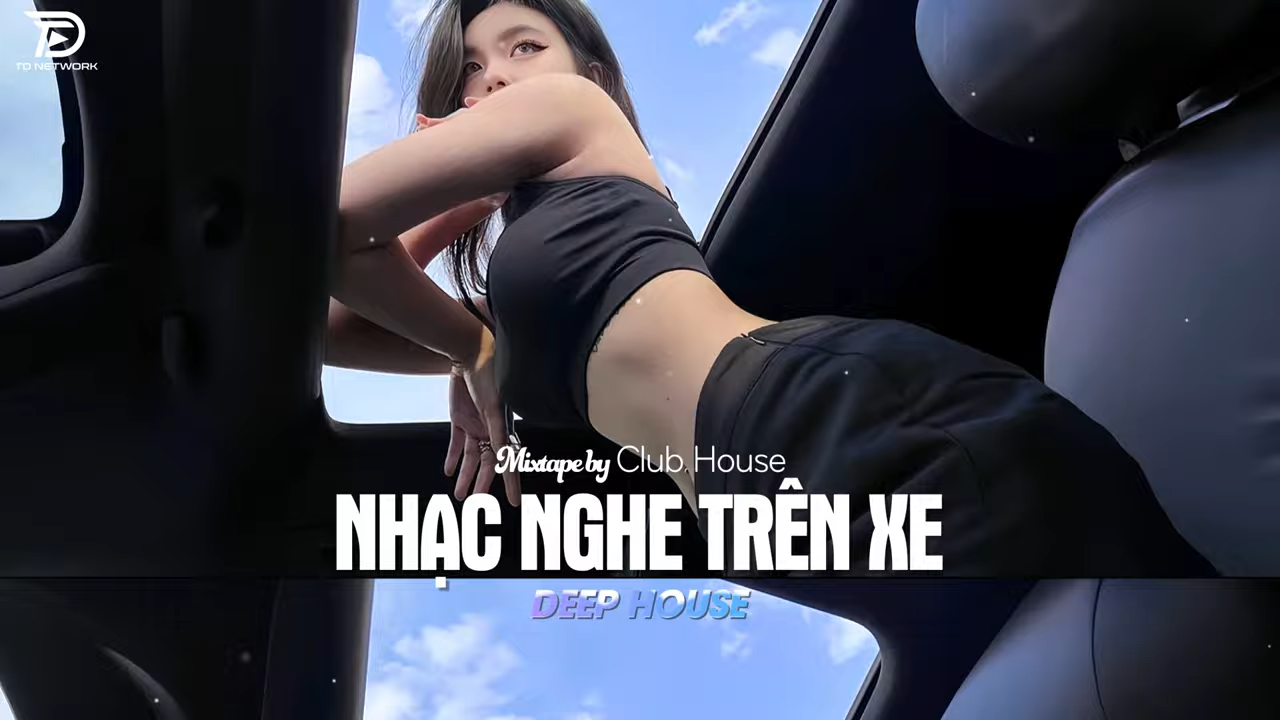 TD NETWORK
Mixtape by Club House
NHẠC NGHE TRÊN XE
DEEP HOUSE